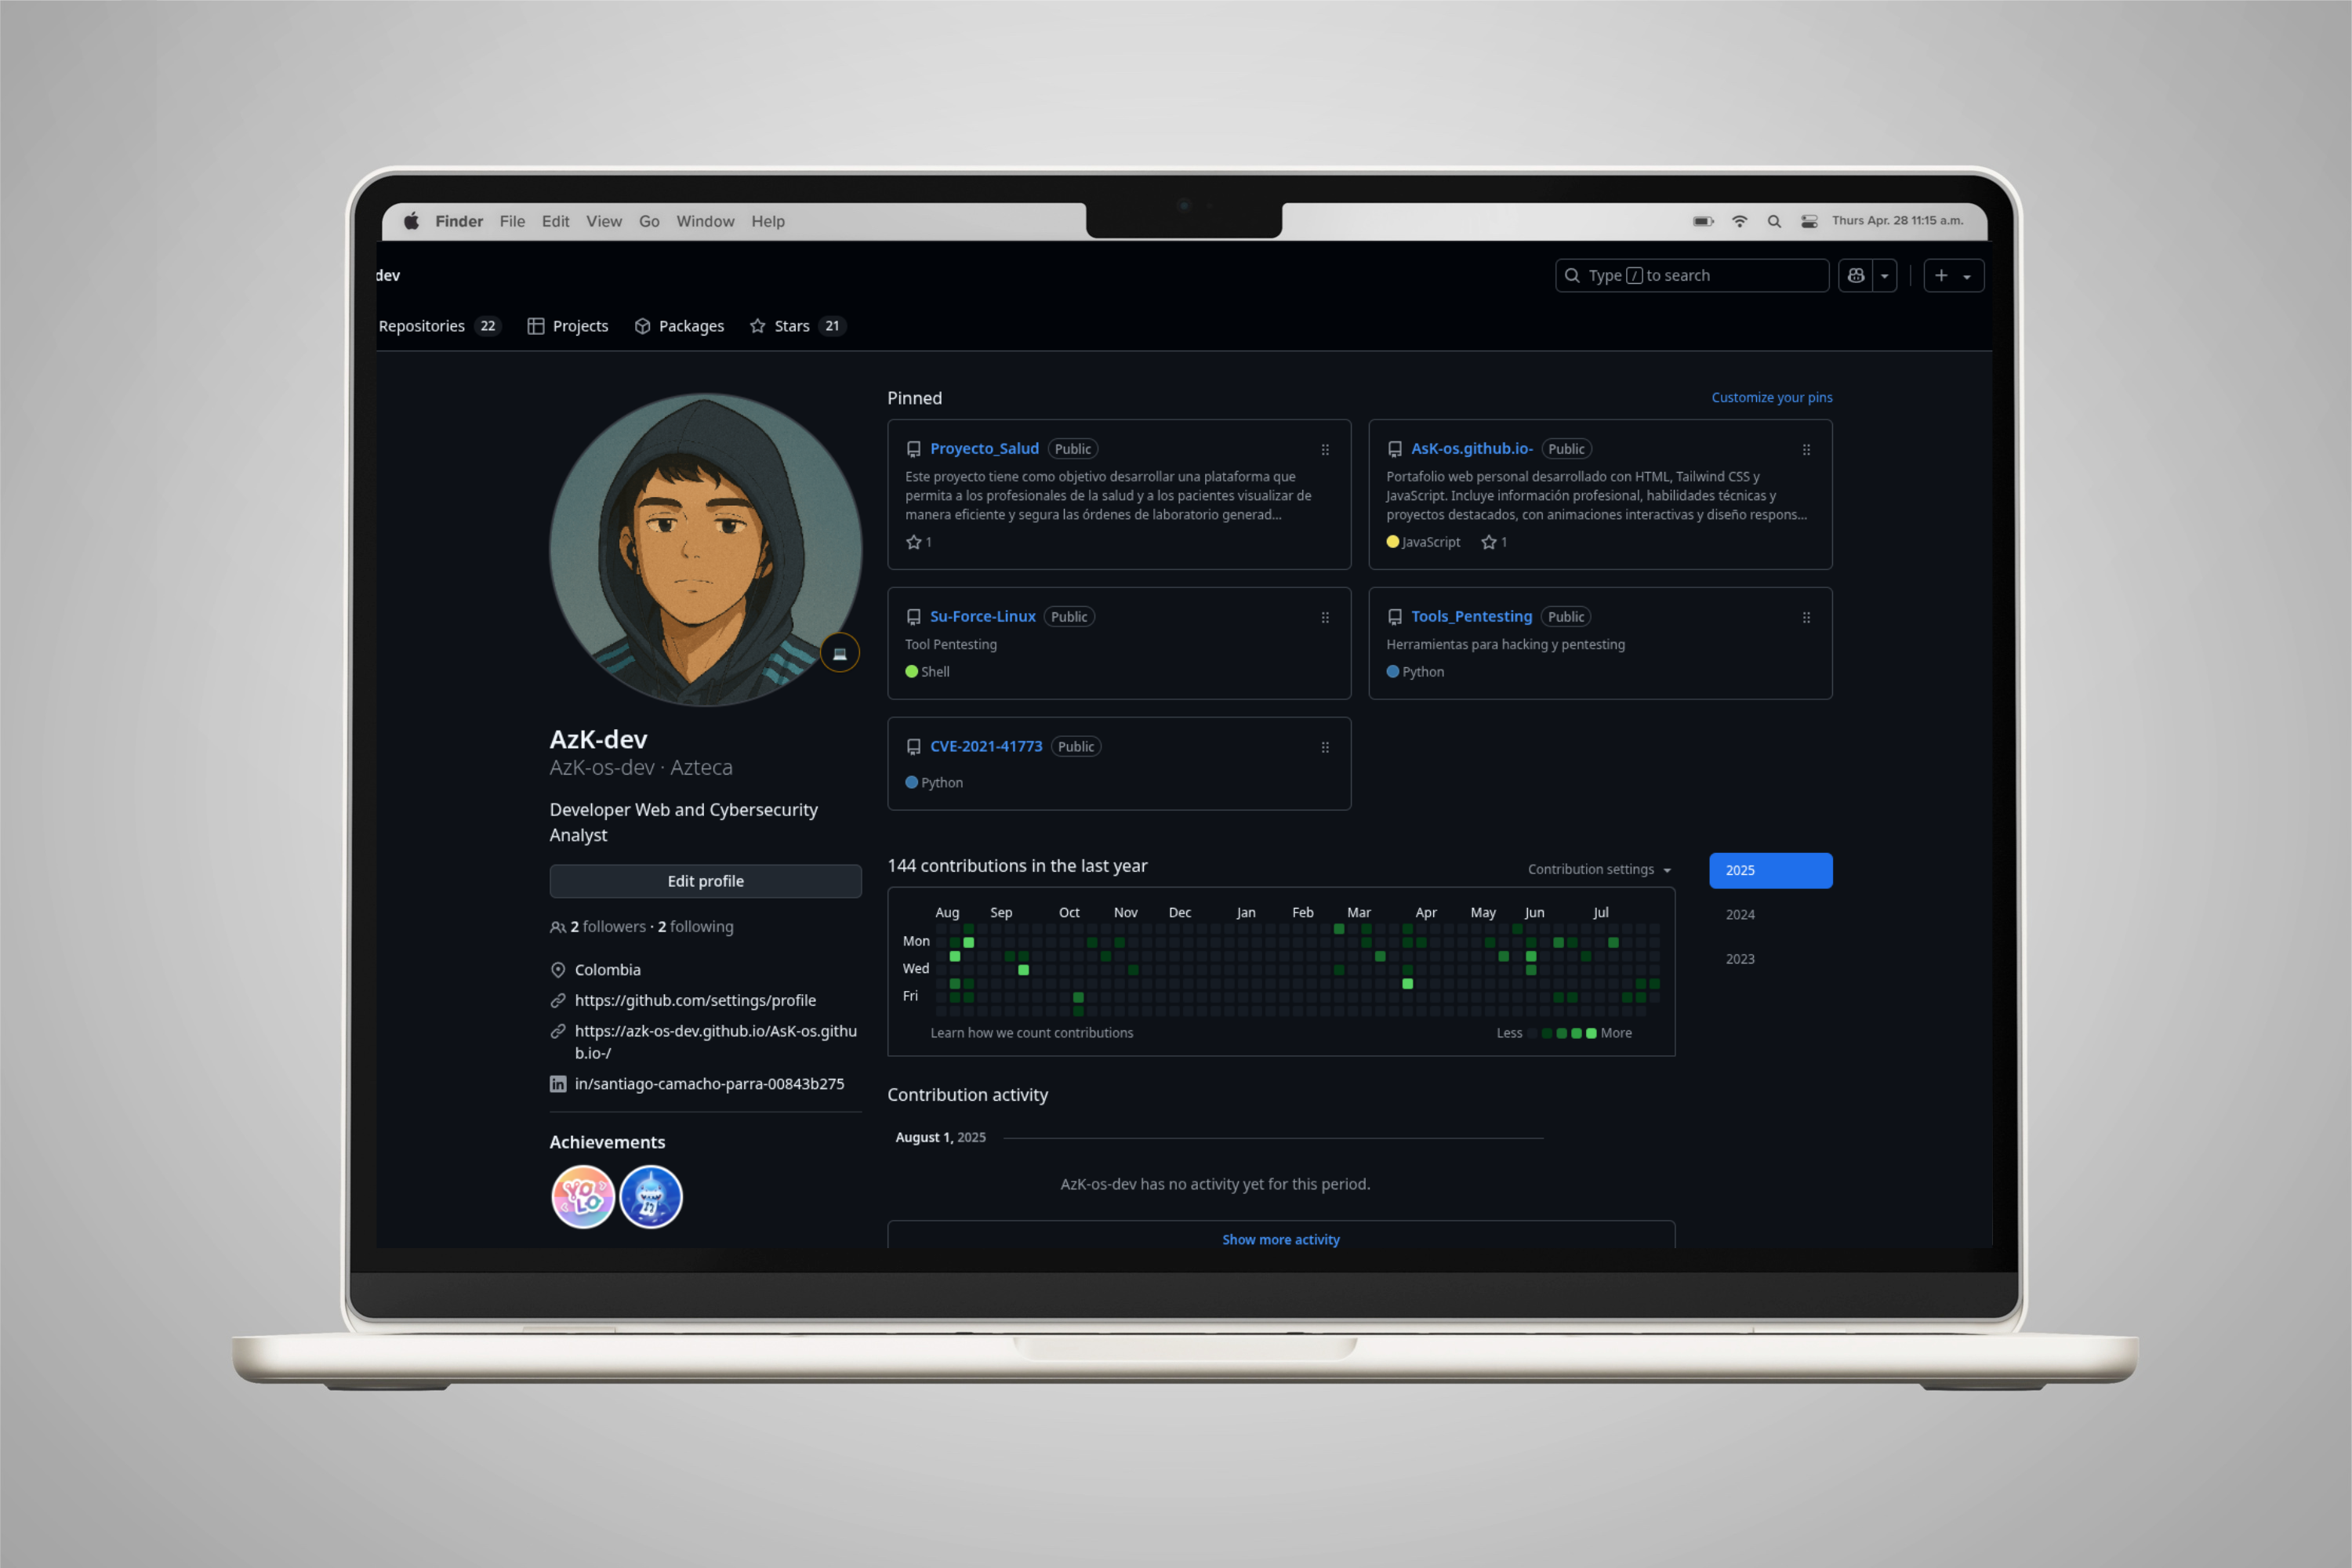 Finder File Edit View Go Window Help
Thurs Apr. 28 11:15 a.m.
dev
Type / to search
Repositories 22 Projects Packages Stars 21
Pinned
Customize your pins
Proyecto_Salud Public
Este proyecto tiene como objetivo desarrollar una plataforma que
permita a los profesionales de la salud y a los pacientes visualizar de
manera eficiente y segura las órdenes de laboratorio generad...
1
AsK-os.github.io- Public
Portafolio web personal desarrollado con HTML, Tailwind CSS y
JavaScript. Incluye información profesional, habilidades técnicas y
proyectos destacados, con animaciones interactivas y diseño respons...
JavaScript 1
Su-Force-Linux Public
Tool Pentesting
Shell
Tools_Pentesting Public
Herramientas para hacking y pentesting
Python
CVE-2021-41773 Public
Python
AzK-dev
AzK-os-dev · Azteca
Developer Web and Cybersecurity
Analyst
Edit profile
2 followers · 2 following
Colombia
https://github.com/settings/profile
https://azk-os-dev.github.io/AsK-os.githu
b.io-/
in/santiago-camacho-parra-00843b275
Achievements
YOLO
144 contributions in the last year
Contribution settings
2025
2024
2023
Aug Sep Oct Nov Dec Jan Feb Mar Apr May Jun Jul
Mon
Wed
Fri
Learn how we count contributions
Less More
Contribution activity
August 1, 2025
AzK-os-dev has no activity yet for this period.
Show more activity